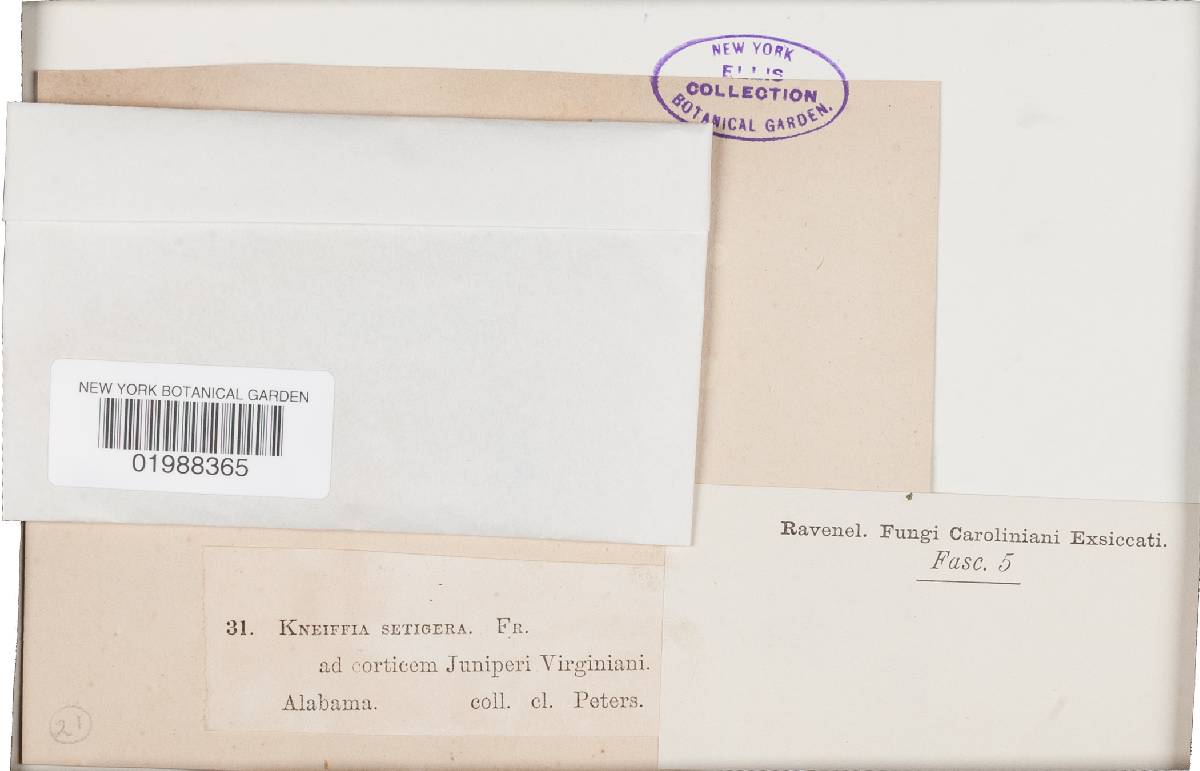 NEW YORK
ELLIS
COLLECTION
BOTANICAL GARDEN.
NEW YORK BOTANICAL GARDEN
01988365
Ravenel. Fungi Caroliniani Exsiccati.
Fasc. 5
31. KNEIFFIA SETIGERA. FR.
ad corticem Juniperi Virginiani.
Alabama. coll. cl. Peters.
21